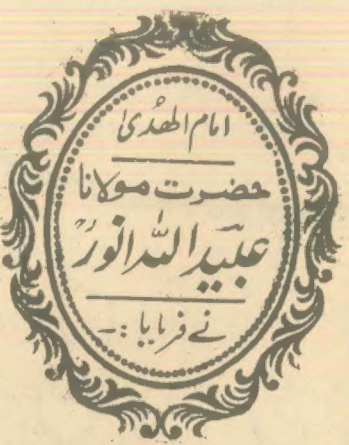 امام الھدیٰ
حضرت مولانا
عبید اللہ انورؒ
نے فرمایا :-